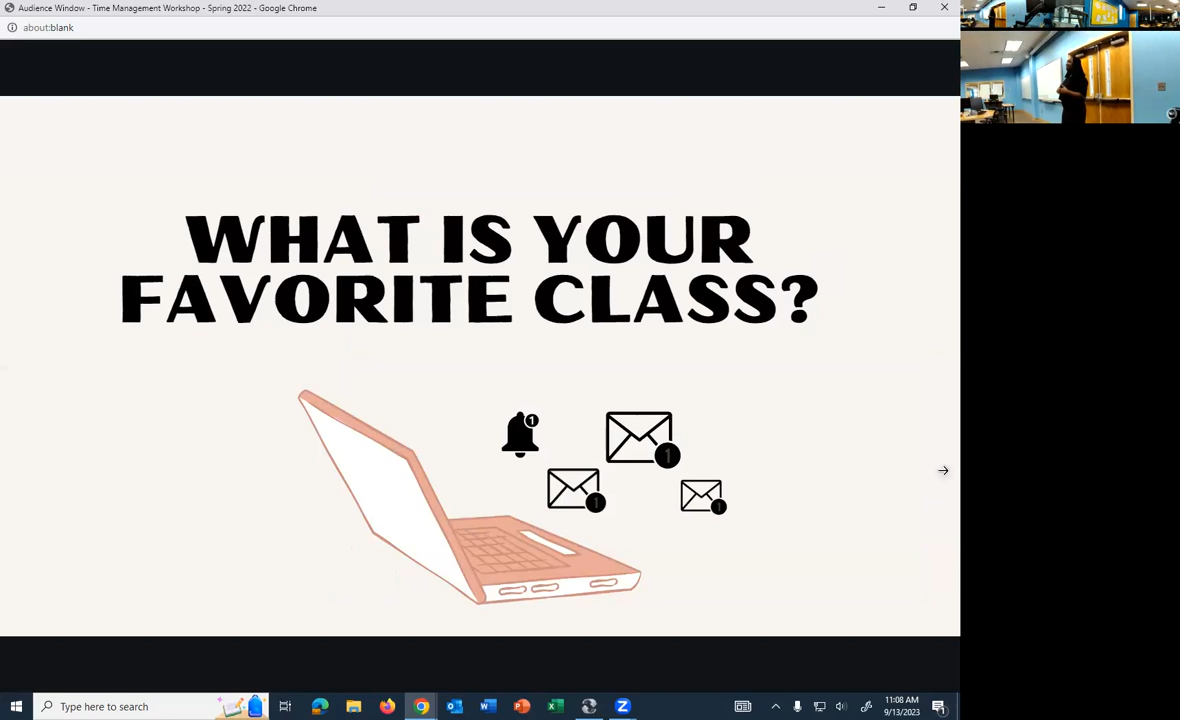 Audience Window - Time Management Workshop - Spring 2022 - Google Chrome
about:blank
WHAT IS YOUR
FAVORITE CLASS?
1
1
1
1
Type here to search
11:08 AM
9/13/2023
1